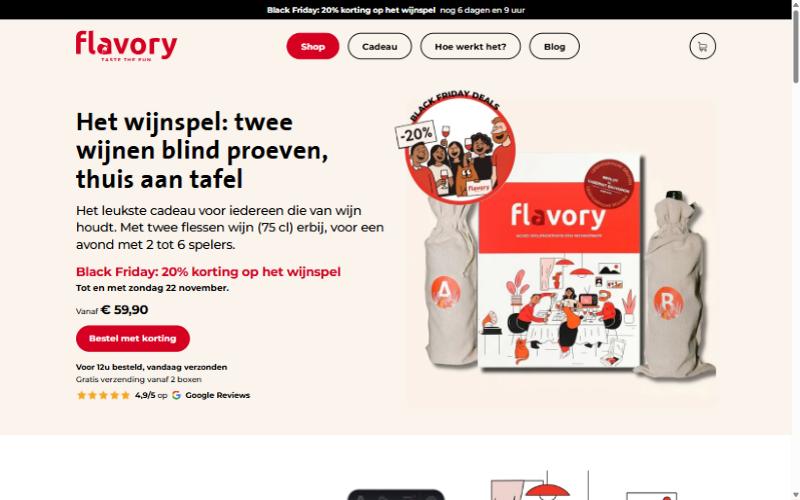 Black Friday: 20% korting op het wijnspel nog 6 dagen en 9 uur
flavory
TASTE THE FUN
Shop
Cadeau
Hoe werkt het?
Blog
Het wijnspel: twee
wijnen blind proeven,
thuis aan tafel
Het leukste cadeau voor iedereen die van wijn
houdt. Met twee flessen wijn (75 cl) erbij, voor een
avond met 2 tot 6 spelers.
Black Friday: 20% korting op het wijnspel
Tot en met zondag 22 november.
Vanaf € 59,90
Bestel met korting
Voor 12u besteld, vandaag verzonden
Gratis verzending vanaf 2 boxen
4,9/5 op Google Reviews
BLACK FRIDAY DEALS
-20%
flavory
flavory
MERLOT
CABERNET SAUVIGNON
A
B